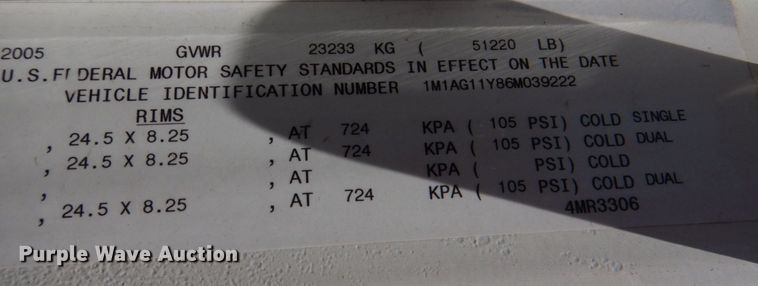 2005 GVWR 23233 KG ( 51220 LB)
U.S.FEDERAL MOTOR SAFETY STANDARDS IN EFFECT ON THE DATE
VEHICLE IDENTIFICATION NUMBER 1M1AG11Y86M039222
RIMS
, 24.5 X 8.25 , AT 724 KPA ( 105 PSI) COLD SINGLE
, 24.5 X 8.25 , AT 724 KPA ( 105 PSI) COLD DUAL
, , AT KPA ( PSI) COLD
, 24.5 X 8.25 , AT 724 KPA ( 105 PSI) COLD DUAL
4MR3306
Purple Wave Auction